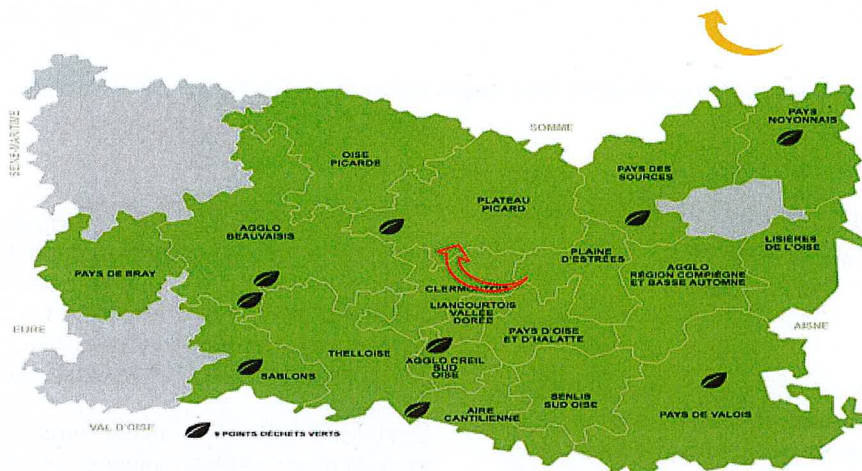 SOMME
PAYS
NOYONNAIS
SEINE-MARITIME
OISE
PICARDE
PAYS DES
SOURCES
PLATEAU
PICARD
AGGLO
BEAUVAISIS
PLAINE
D'ESTRÉES
LISIÈRES
DE L'OISE
PAYS DE BRAY
AGGLO
RÉGION COMPIÈGNE
ET BASSE AUTOMNE
CLERMONTOIS
LIANCOURTOIS
VALLÉE
DORÉE
EURE
PAYS D'OISE
ET D'HALATTE
AISNE
THELLOISE
AGGLO CREIL
SUD
OISE
SABLONS
SENLIS
SUD OISE
PAYS DE VALOIS
AIRE
CANTILIENNE
VAL D'OISE
9 POINTS DÉCHETS VERTS